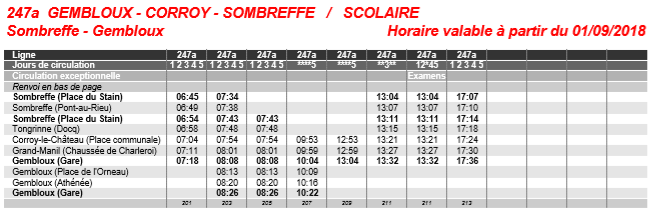 247a GEMBLOUX - CORROY - SOMBREFFE / SCOLAIRE
Sombreffe - Gembloux Horaire valable à partir du 01/09/2018
Ligne 247a 247a 247a 247a 247a 247a 247a 247a
Jours de circulation 1 2 3 4 5 1 2 3 4 5 1 2 3 4 5 ****5 ****5 **3** 12*45 1 2 3 4 5
Circulation exceptionnelle Examens
Renvoi en bas de page
Sombreffe (Place du Stain) 06:45 07:34 13:04 13:04 17:07
Sombreffe (Pont-au-Rieu) 06:49 07:38 13:07 13:07 17:10
Sombreffe (Place du Stain) 06:54 07:43 07:43 13:11 13:11 17:14
Tongrinne (Docq) 06:58 07:48 07:48 13:15 13:15 17:18
Corroy-le-Château (Place communale) 07:04 07:54 07:54 09:53 12:53 13:21 13:21 17:24
Grand-Manil (Chaussée de Charleroi) 07:11 08:01 08:01 09:59 12:59 13:27 13:27 17:30
Gembloux (Gare) 07:18 08:08 08:08 10:04 13:04 13:32 13:32 17:36
Gembloux (Place de l'Orneau) 08:13 08:13 10:09
Gembloux (Athénée) 08:20 08:20 10:16
Gembloux (Gare) 08:26 08:26 10:22
201 203 205 207 209 211 211 213